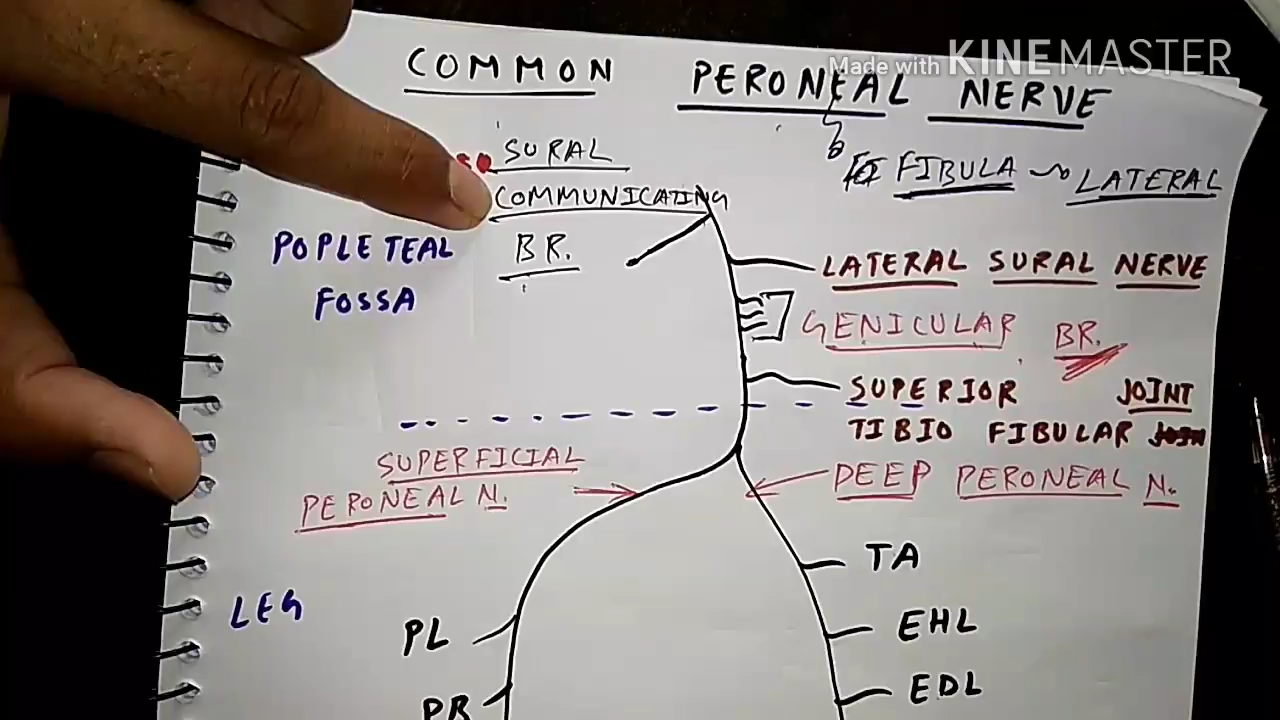 COMMON PERONEAL NERVE
Made with KINEMASTER
SURAL
COMMUNICATING
BR.
FIBULA LATERAL
POPLETEAL
FOSSA
LATERAL SURAL NERVE
GENICULAR BR.
SUPERIOR JOINT
TIBIO FIBULAR
SUPERFICIAL
PERONEAL N.
DEEP PERONEAL N.
TA
LEG
PL
EHL
PB
EDL